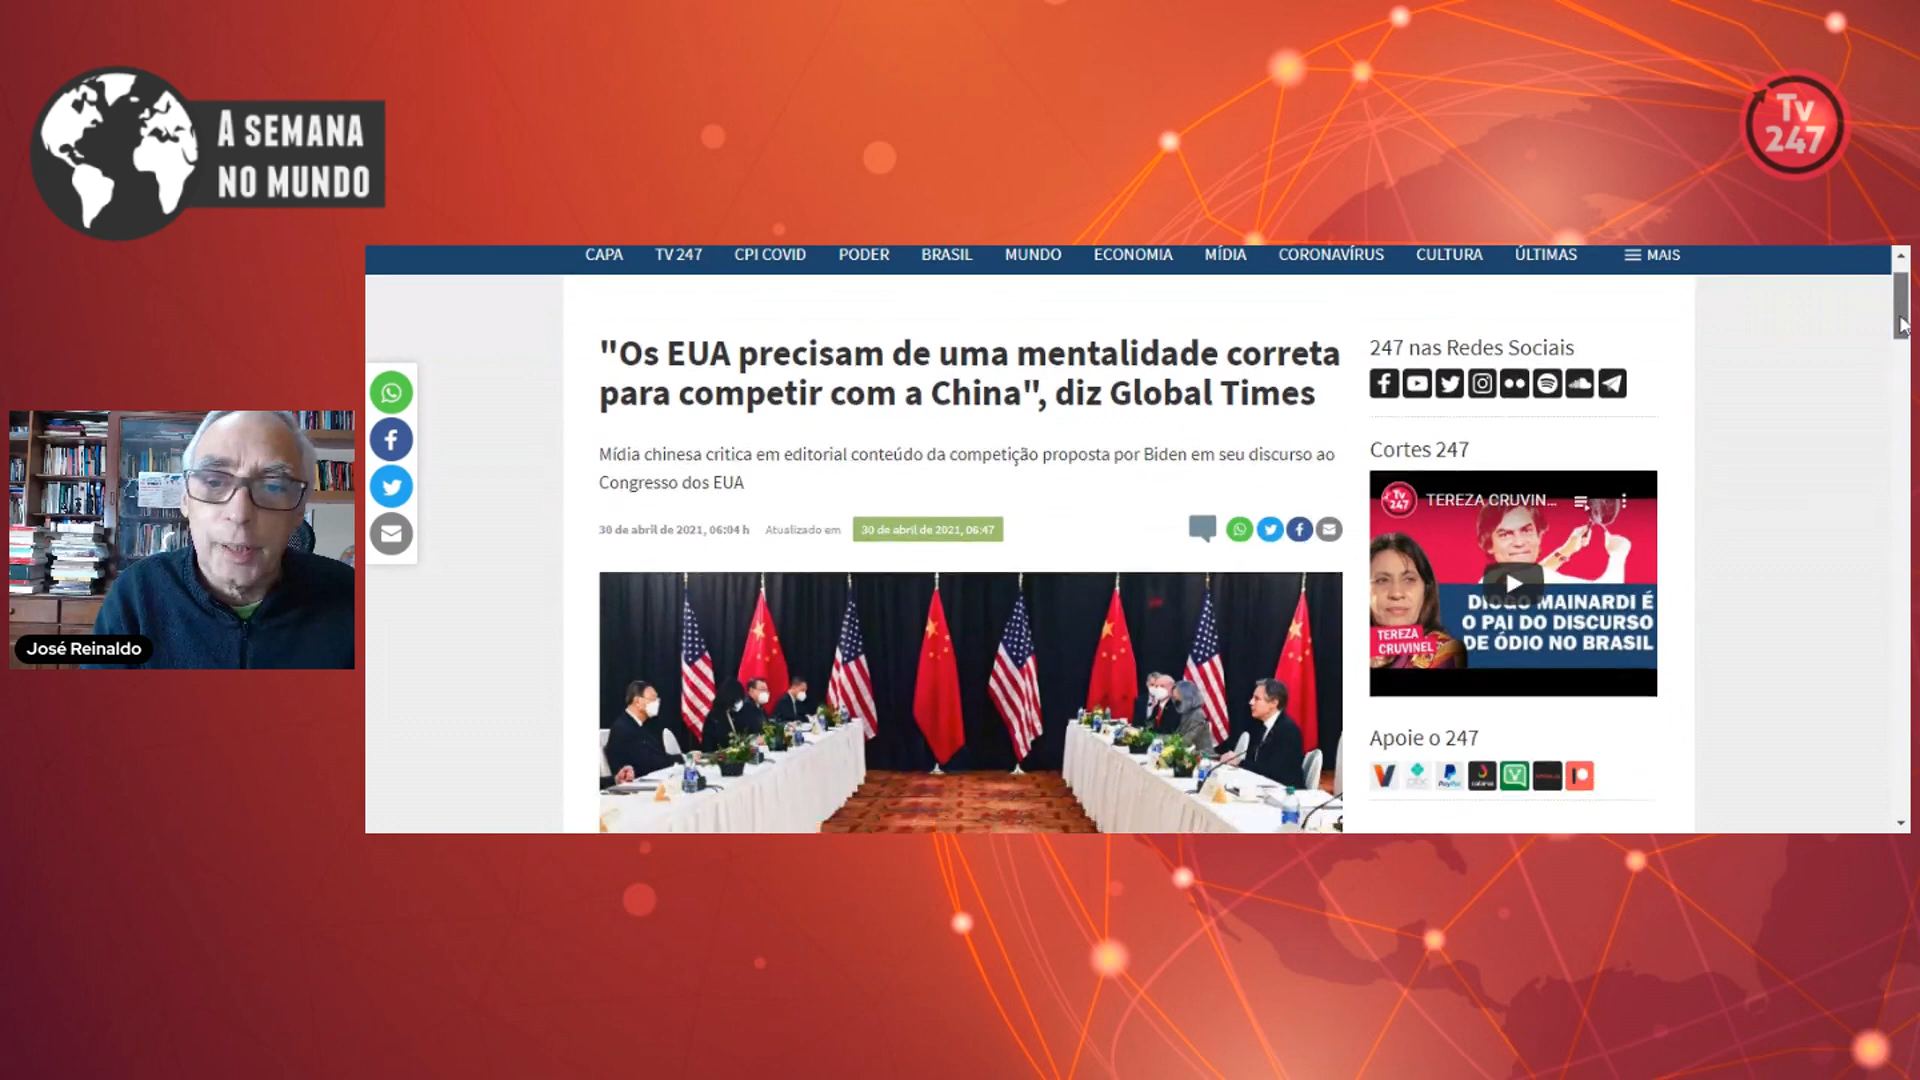 A SEMANA
NO MUNDO
Tv
247
CAPA TV 247 CPI COVID PODER BRASIL MUNDO ECONOMIA MÍDIA CORONAVÍRUS CULTURA ÚLTIMAS MAIS
"Os EUA precisam de uma mentalidade correta
para competir com a China", diz Global Times
Mídia chinesa critica em editorial conteúdo da competição proposta por Biden em seu discurso ao
Congresso dos EUA
30 de abril de 2021, 06:04 h Atualizado em 30 de abril de 2021, 06:47
247 nas Redes Sociais
Cortes 247
Tv
247
TEREZA CRUVIN...
DIOGO MAINARDI É
O PAI DO DISCURSO
DE ÓDIO NO BRASIL
TEREZA
CRUVINEL
Apoie o 247
PayPal
José Reinaldo